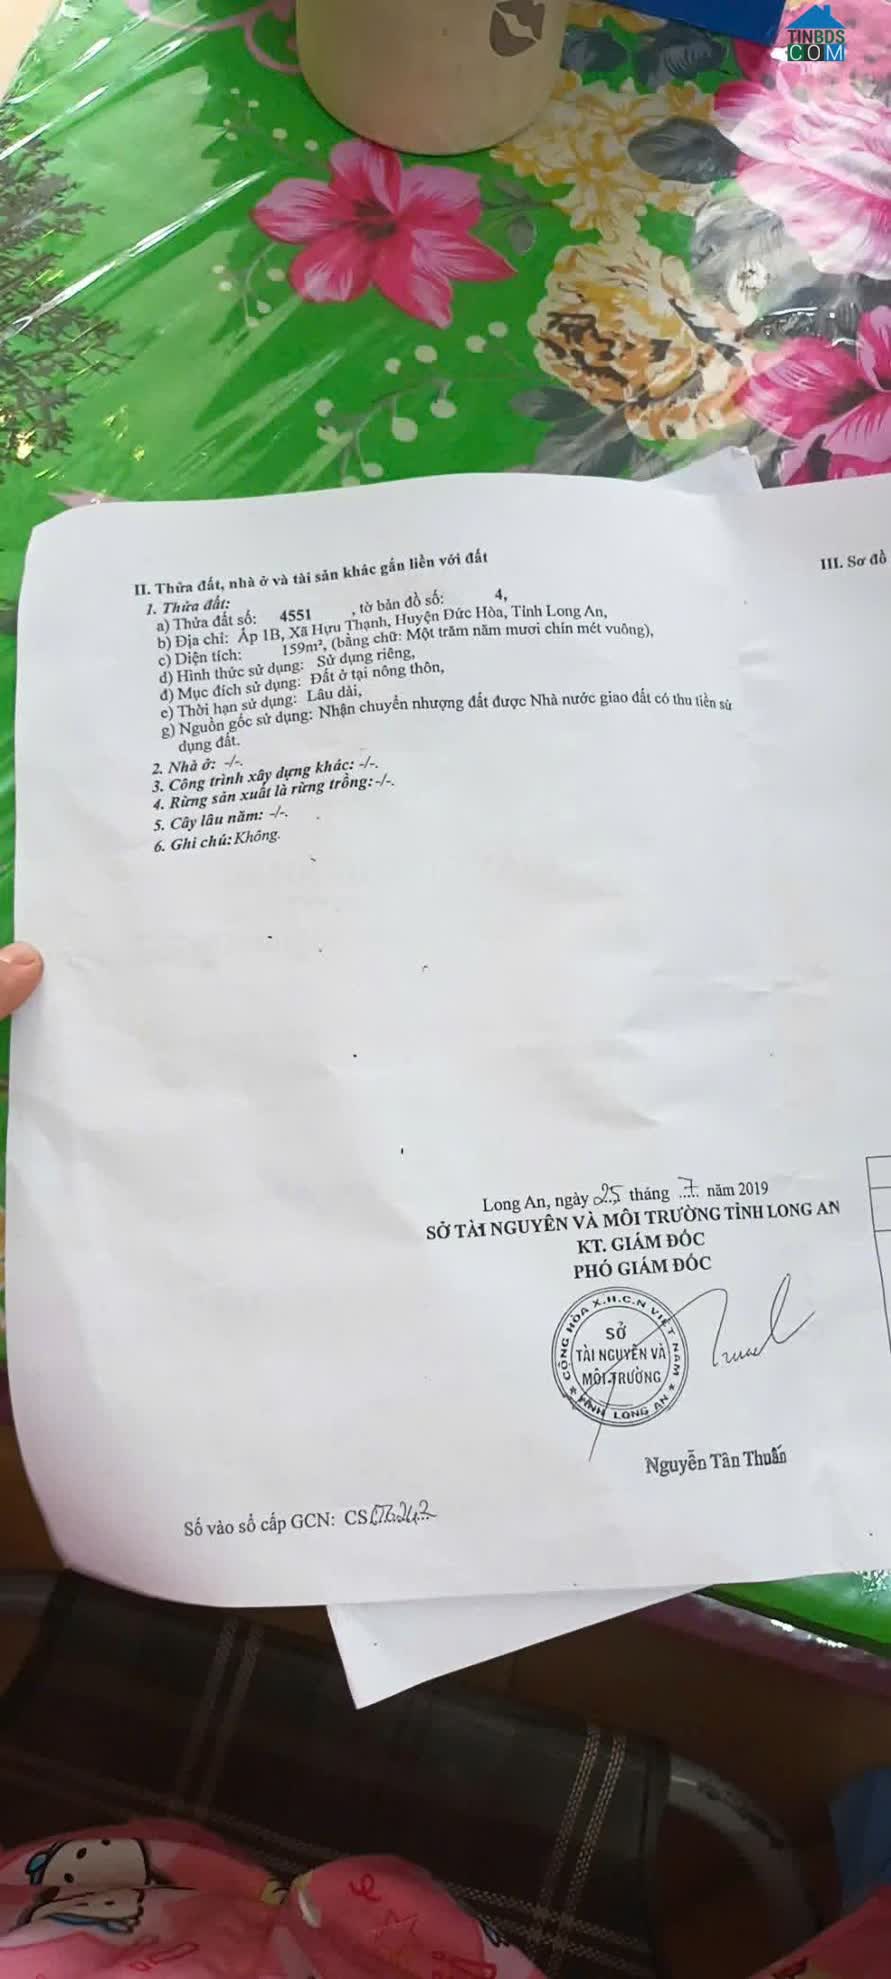 TINBDS
COM
II. Thửa đất, nhà ở và tài sản khác gắn liền với đất
III. Sơ đồ
1. Thửa đất:
a) Thửa đất số: 4551 , tờ bản đồ số: 4,
b) Địa chỉ: Ấp 1B, Xã Hựu Thạnh, Huyện Đức Hòa, Tỉnh Long An,
c) Diện tích: 159m², (bằng chữ: Một trăm năm mươi chín mét vuông),
d) Hình thức sử dụng: Sử dụng riêng,
đ) Mục đích sử dụng: Đất ở tại nông thôn,
e) Thời hạn sử dụng: Lâu dài,
g) Nguồn gốc sử dụng: Nhận chuyển nhượng đất được Nhà nước giao đất có thu tiền sử
dụng đất.
2. Nhà ở: -/-.
3. Công trình xây dựng khác: -/-.
4. Rừng sản xuất là rừng trồng: -/-.
5. Cây lâu năm: -/-.
6. Ghi chú: Không.
Long An, ngày 25 tháng 7 năm 2019
SỞ TÀI NGUYÊN VÀ MÔI TRƯỜNG TỈNH LONG AN
KT. GIÁM ĐỐC
PHÓ GIÁM ĐỐC
CỘNG HÒA X.H.C.N VIỆT NAM
SỞ
TÀI NGUYÊN VÀ
MÔI TRƯỜNG
TỈNH LONG AN
Nguyễn Tân Thuấn
Số vào sổ cấp GCN: CS